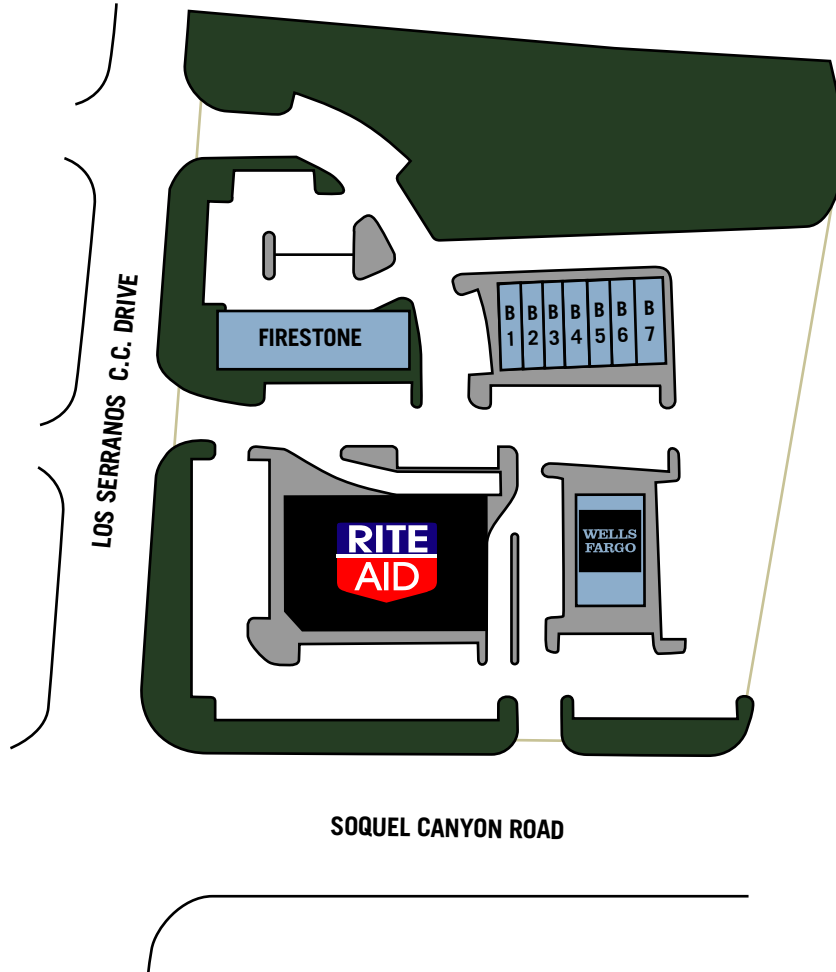 LOS SERRANOS C.C. DRIVE
FIRESTONE
B 1
B 2
B 3
B 4
B 5
B 6
B 7
RITE
AID
WELLS
FARGO
SOQUEL CANYON ROAD